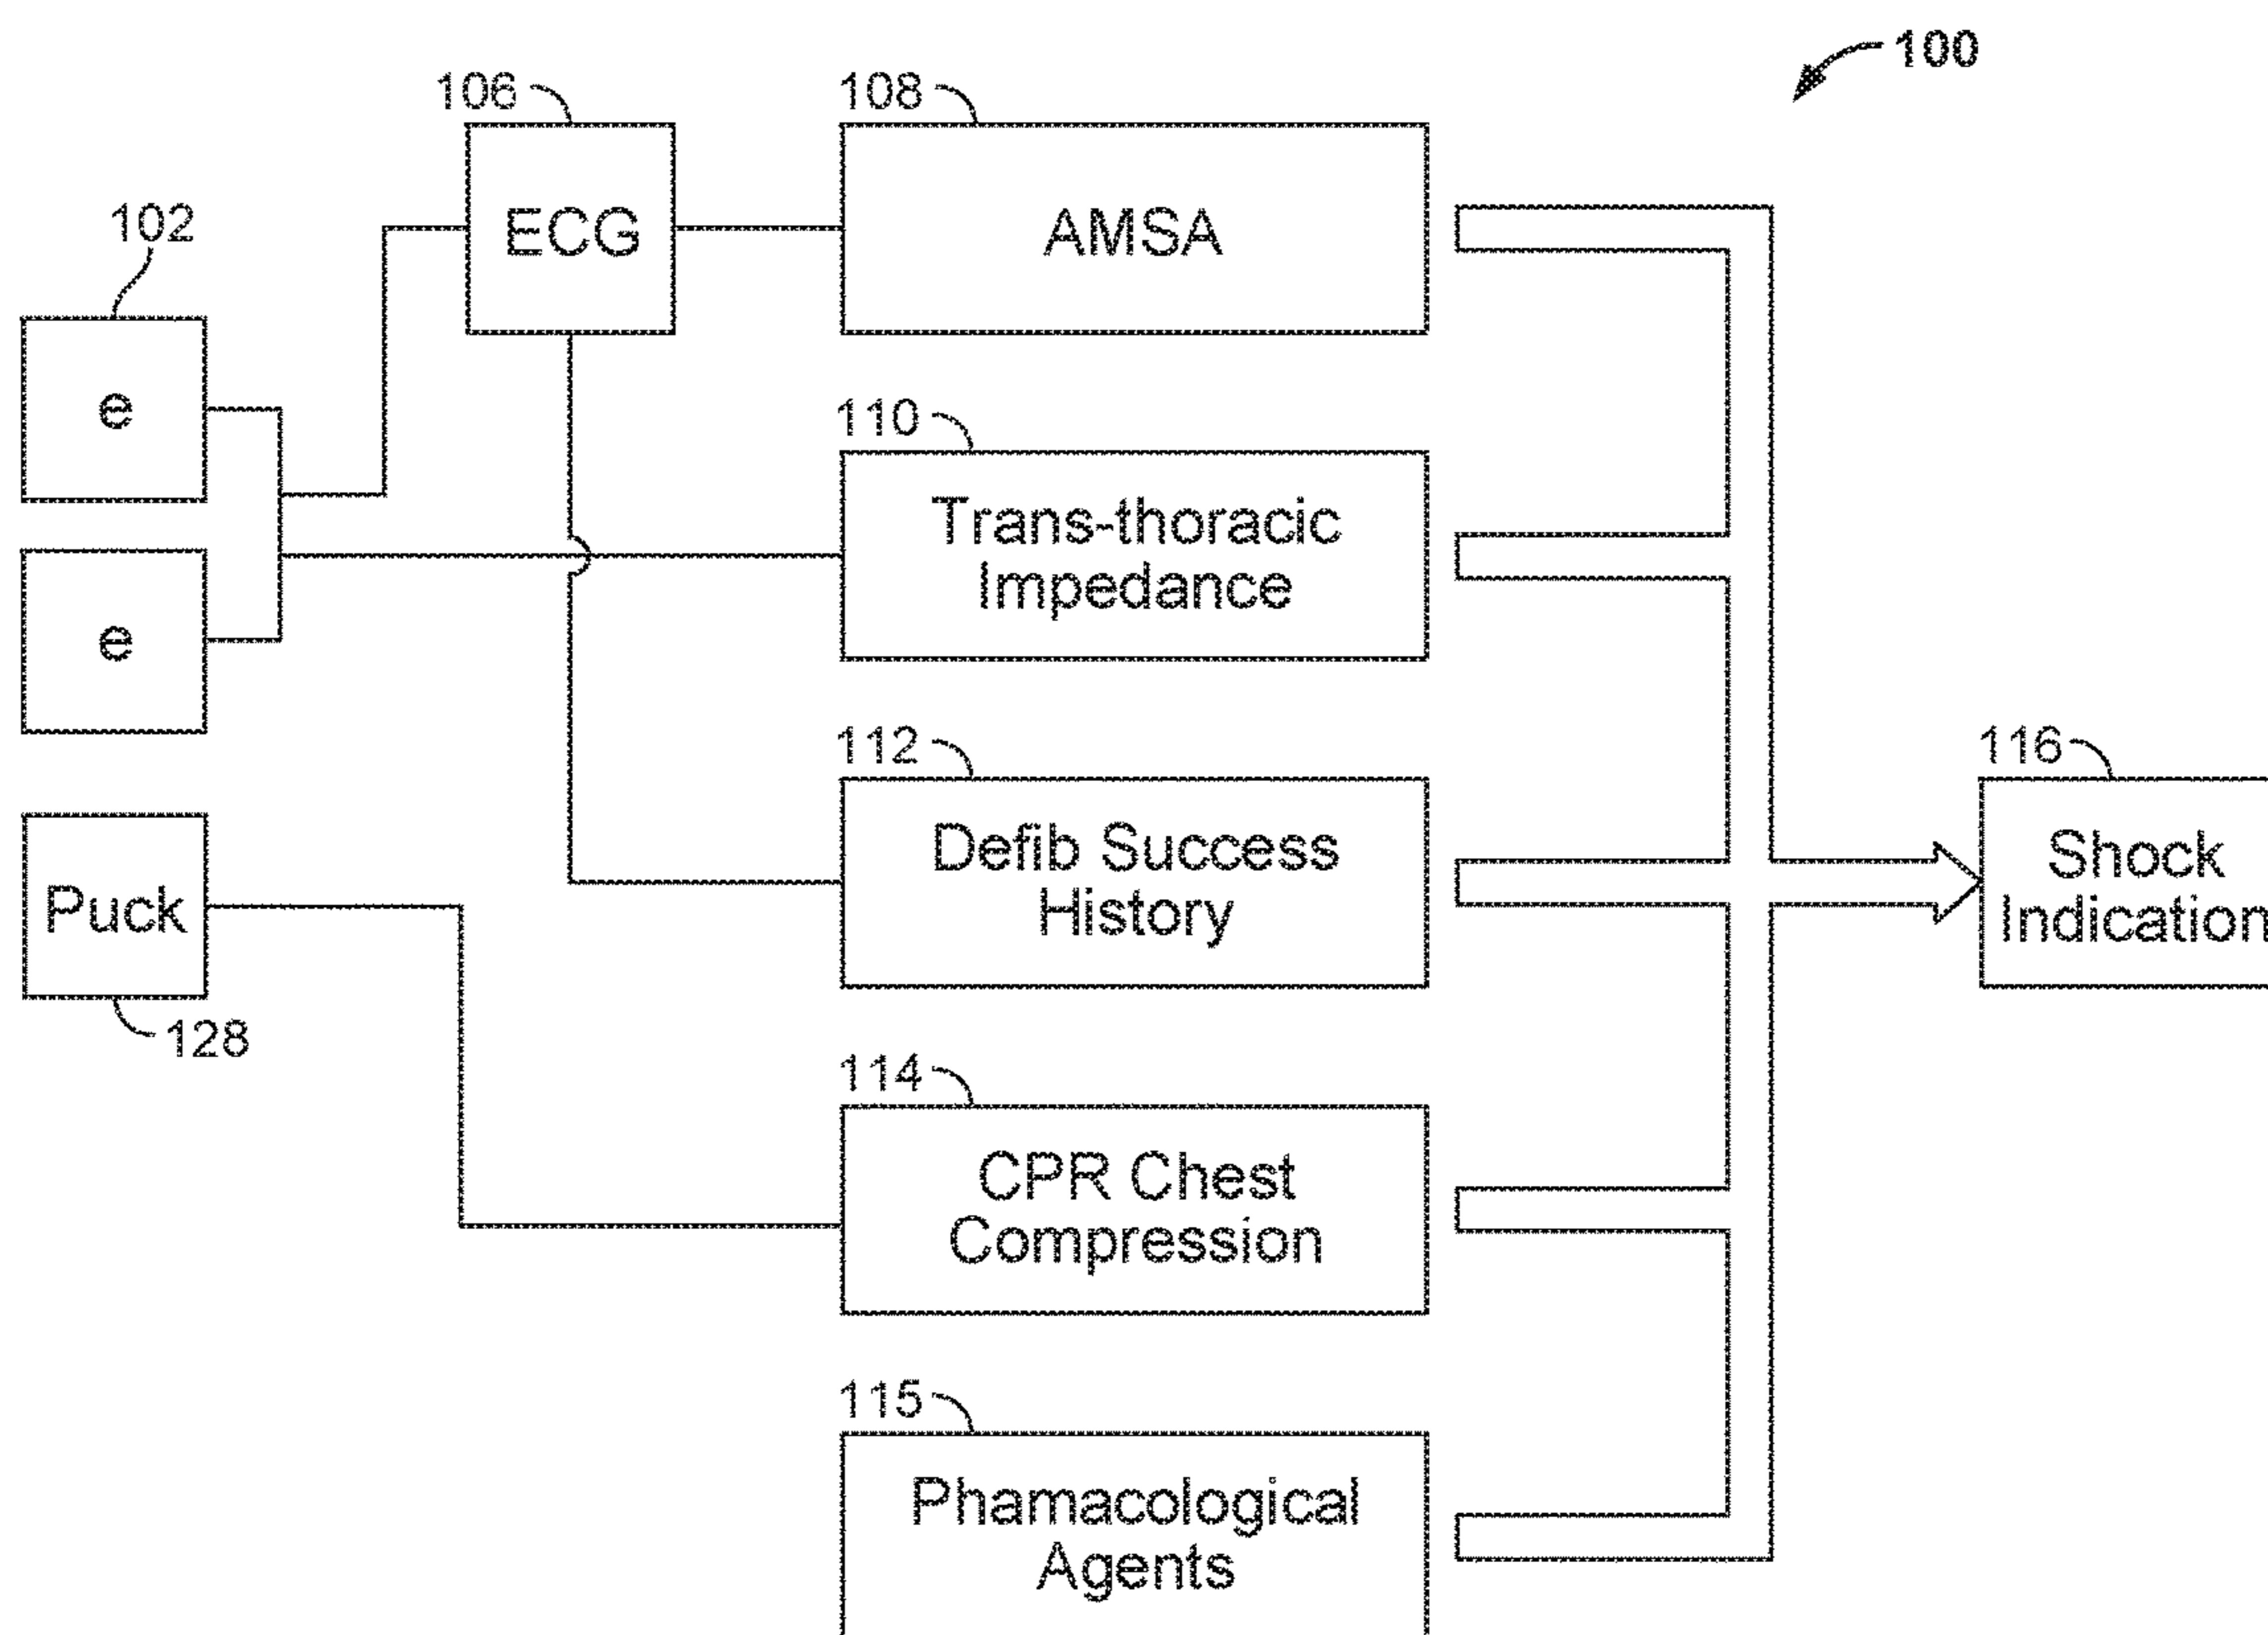 100
106
108
ECG
AMSA
102
e
110
Trans-thoracic
Impedance
e
112
Defib Success
History
116
Shock
Indication
Puck
128
114
CPR Chest
Compression
115
Phamacological
Agents